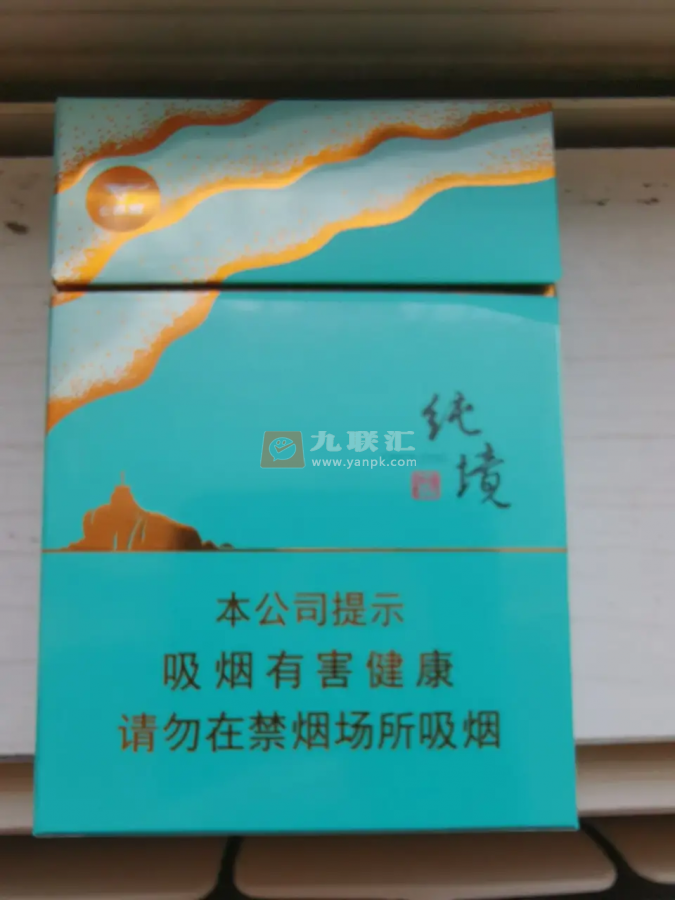 纯
境
九联汇
www.yanpk.com
本公司提示
吸烟有害健康
请勿在禁烟场所吸烟